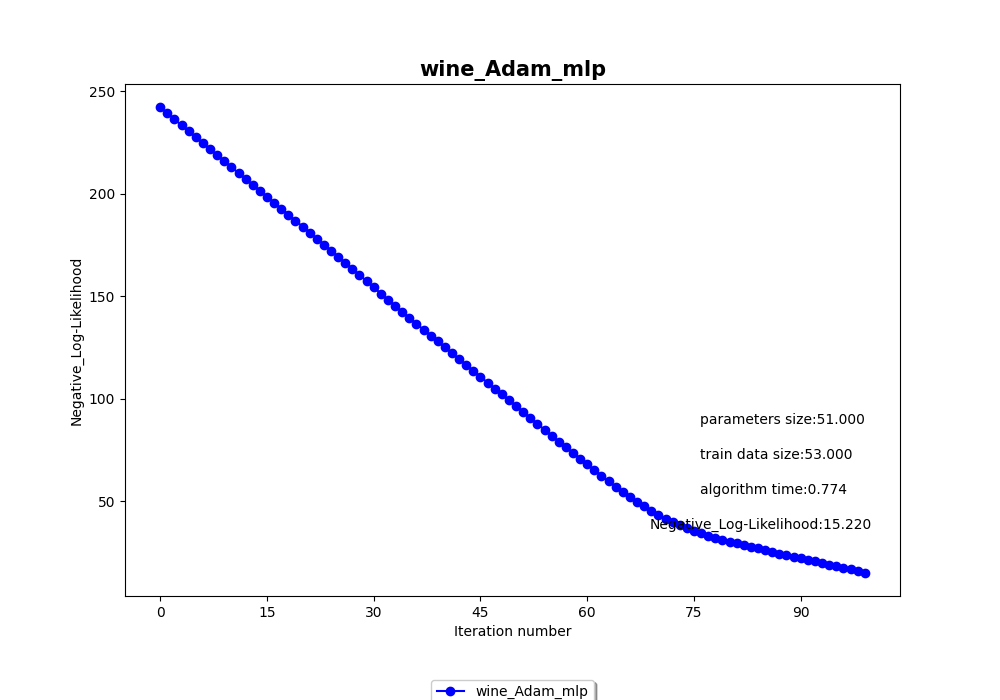 wine_Adam_mlp
250
200
150
100
50
Negative_Log-Likelihood
parameters size:51.000
train data size:53.000
algorithm time:0.774
Negative_Log-Likelihood:15.220
0 15 30 45 60 75 90
Iteration number
wine_Adam_mlp